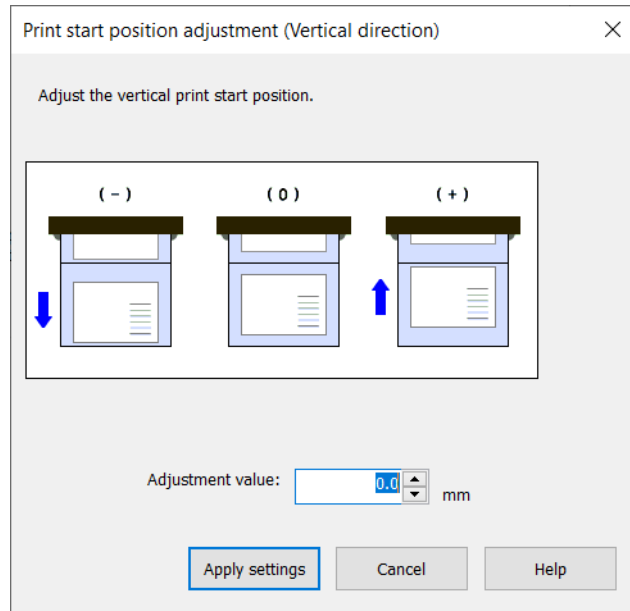 Print start position adjustment (Vertical direction)
Adjust the vertical print start position.
( - ) ( 0 ) ( + )
Adjustment value: 0.0 mm
Apply settings Cancel Help